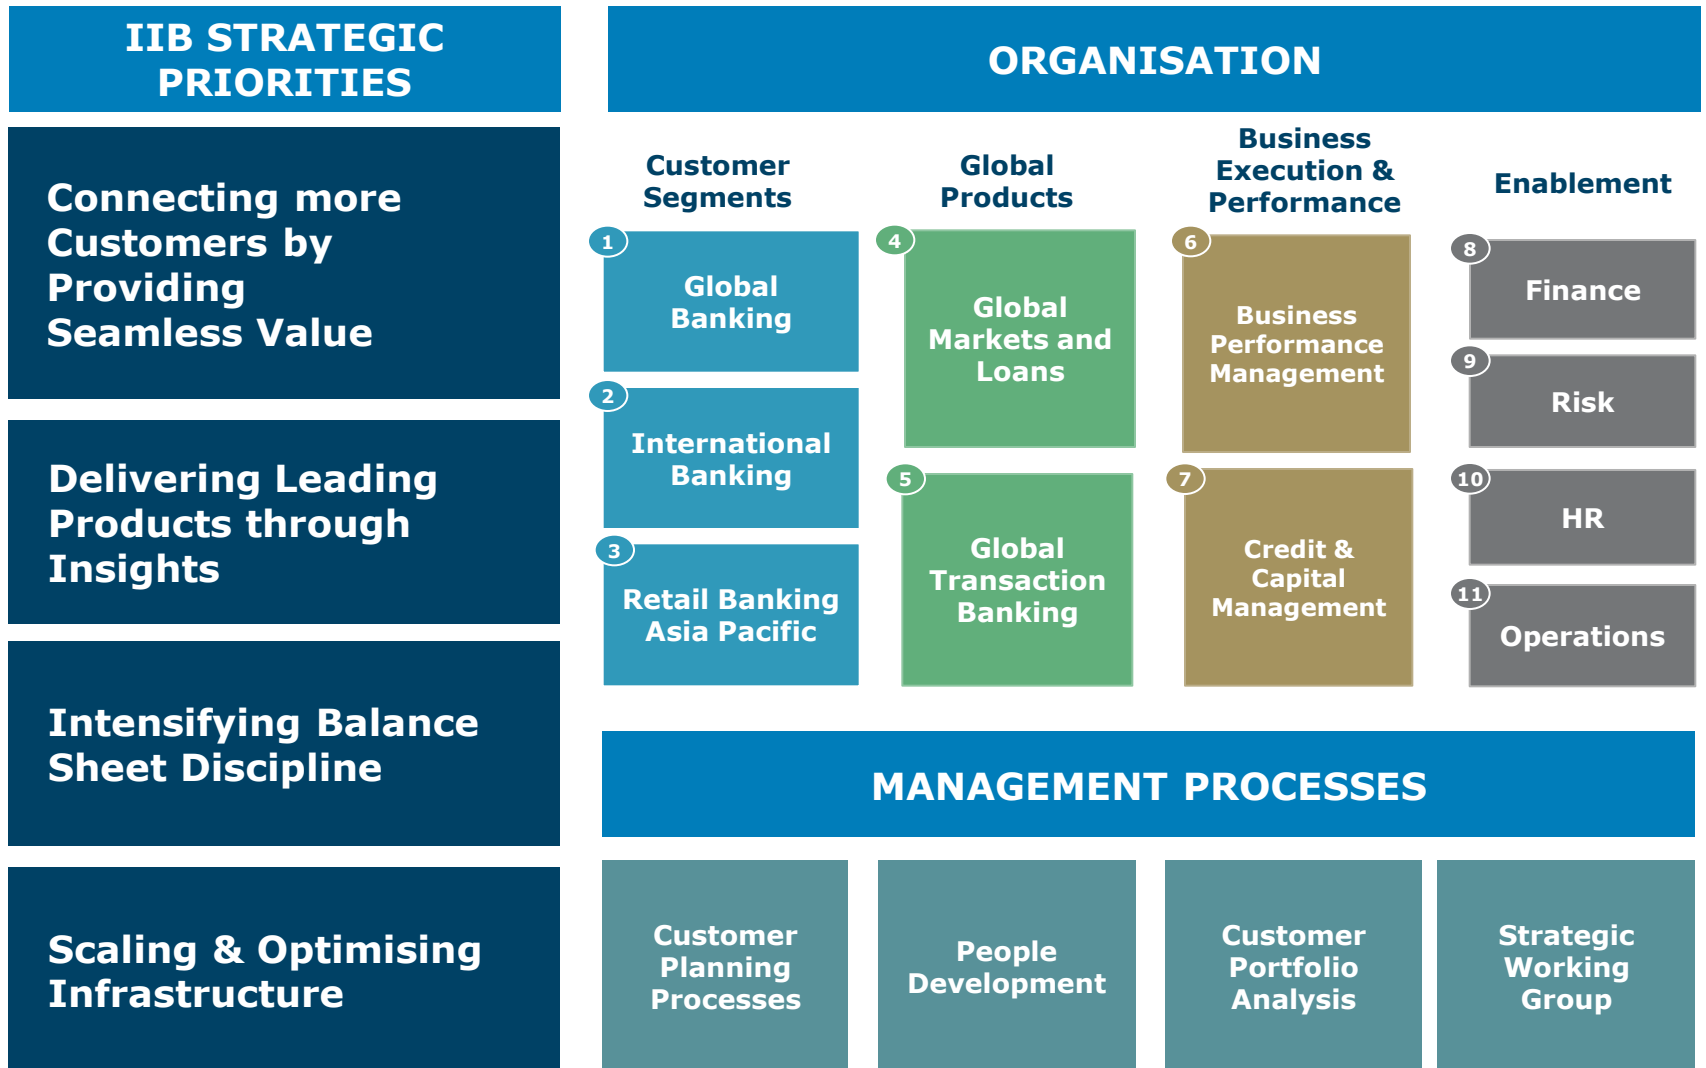 IIB STRATEGIC
PRIORITIES
Connecting more
Customers by
Providing
Seamless Value
Delivering Leading
Products through
Insights
Intensifying Balance
Sheet Discipline
Scaling & Optimising
Infrastructure
ORGANISATION
Customer
Segments
1
Global
Banking
2
International
Banking
3
Retail Banking
Asia Pacific
Global
Products
4
Global
Markets and
Loans
5
Global
Transaction
Banking
Business
Execution &
Performance
6
Business
Performance
Management
7
Credit &
Capital
Management
Enablement
8
Finance
9
Risk
10
HR
11
Operations
MANAGEMENT PROCESSES
Customer
Planning
Processes
People
Development
Customer
Portfolio
Analysis
Strategic
Working
Group